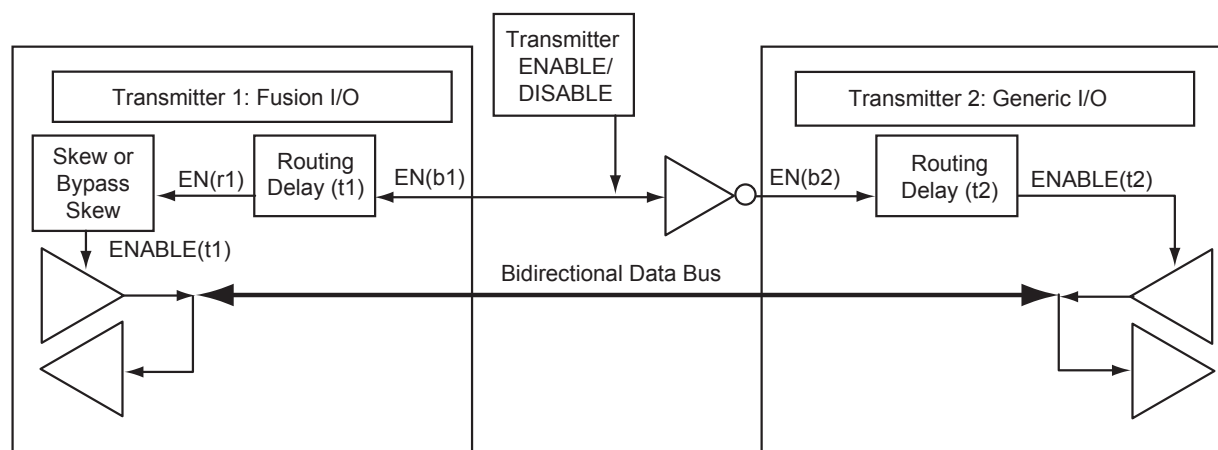 Transmitter
ENABLE/
DISABLE
Transmitter 1: Fusion I/O
Transmitter 2: Generic I/O
Skew or
Bypass
Skew
EN(r1)
Routing
Delay (t1)
EN(b1)
EN(b2)
Routing
Delay (t2)
ENABLE(t2)
ENABLE(t1)
Bidirectional Data Bus